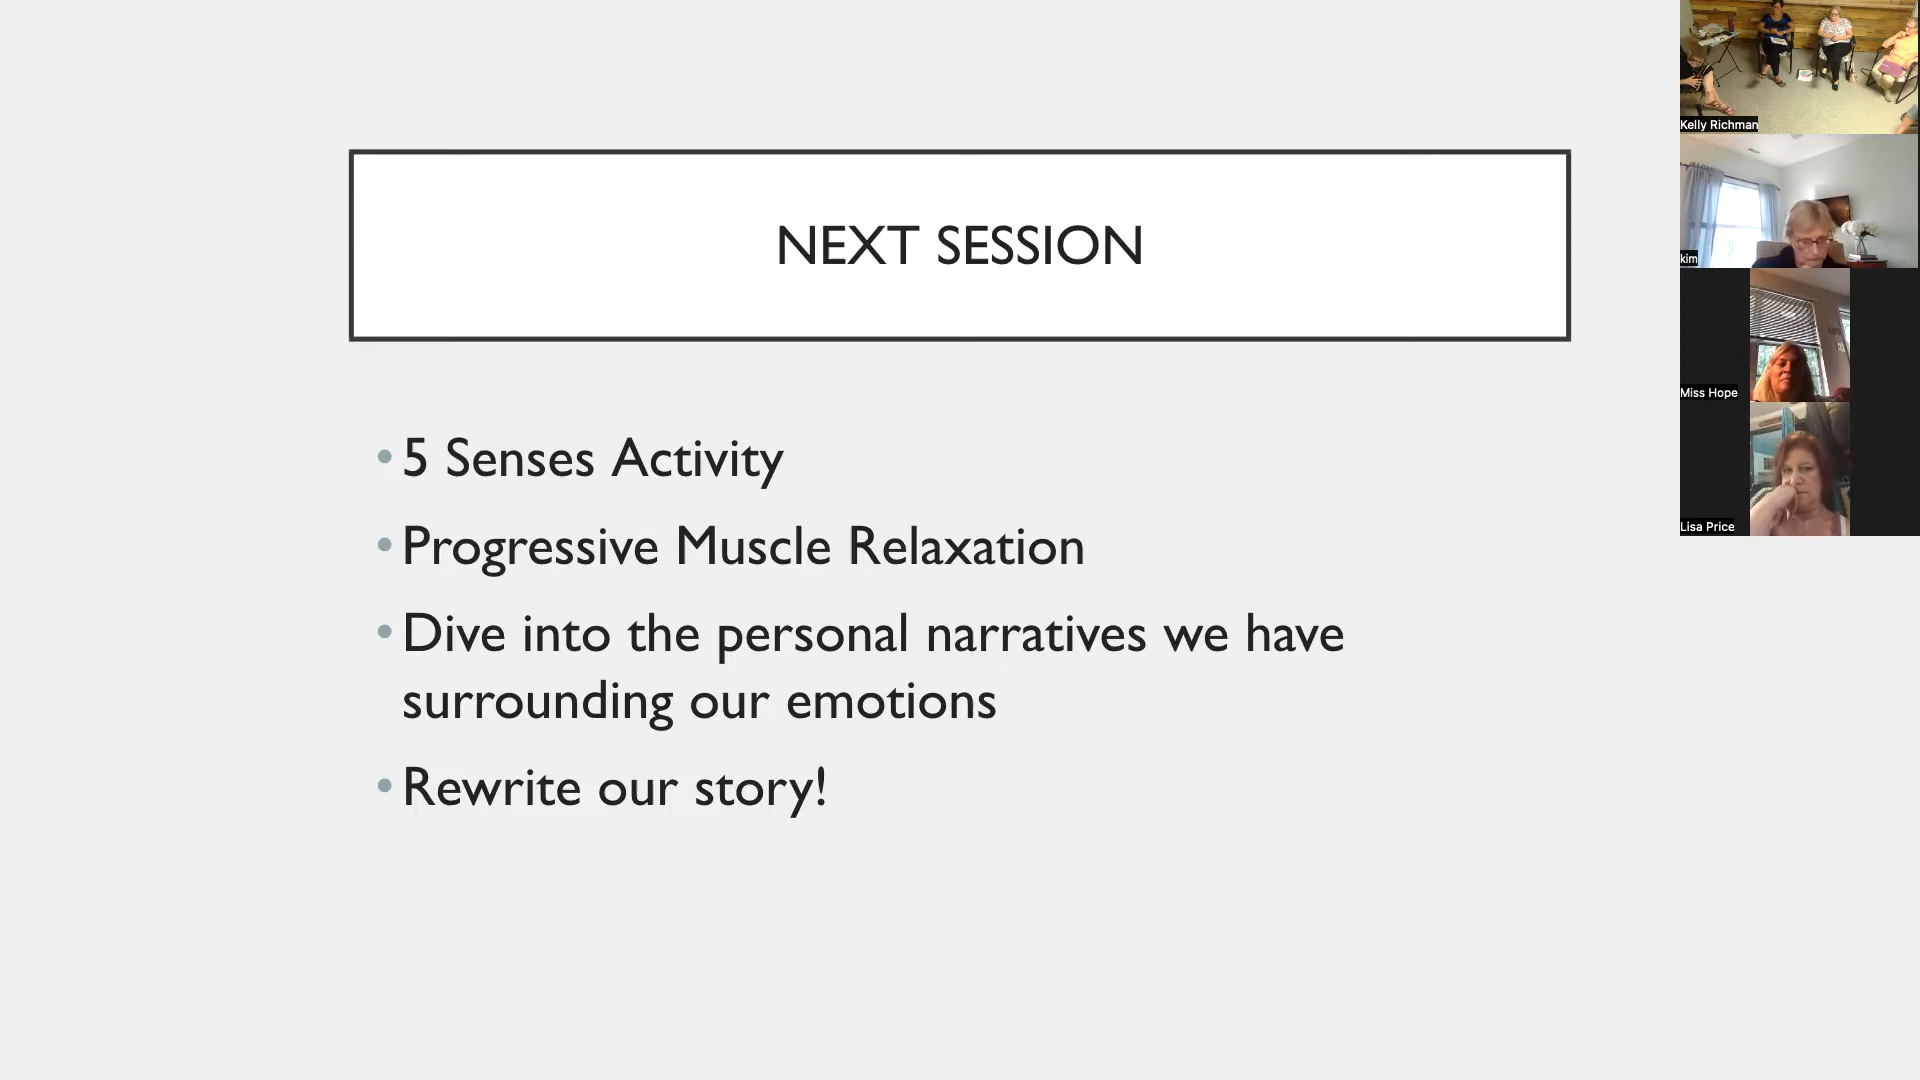 NEXT SESSION
• 5 Senses Activity
• Progressive Muscle Relaxation
• Dive into the personal narratives we have
surrounding our emotions
• Rewrite our story!
Kelly Richman
kim
Miss Hope
Lisa Price